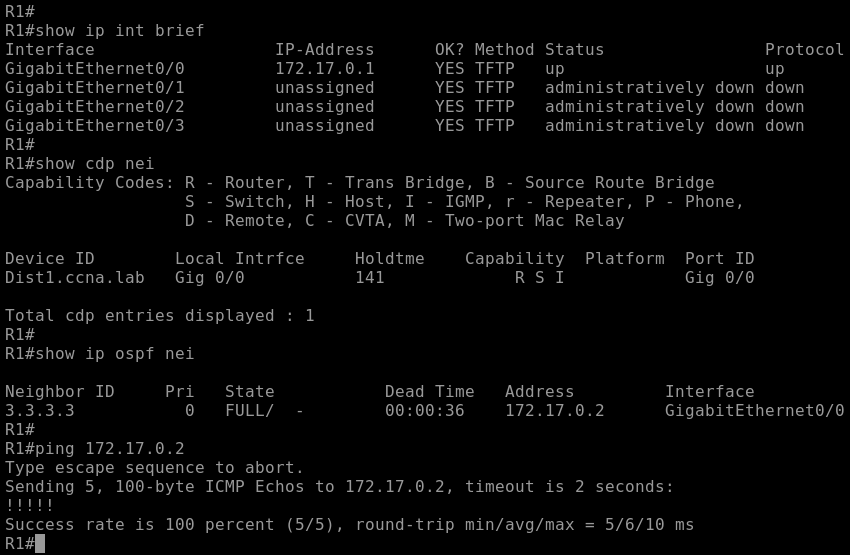 R1#
R1#show ip int brief
Interface                  IP-Address      OK? Method Status                Protocol
GigabitEthernet0/0         172.17.0.1      YES TFTP   up                    up
GigabitEthernet0/1         unassigned      YES TFTP   administratively down down
GigabitEthernet0/2         unassigned      YES TFTP   administratively down down
GigabitEthernet0/3         unassigned      YES TFTP   administratively down down
R1#
R1#show cdp nei
Capability Codes: R - Router, T - Trans Bridge, B - Source Route Bridge
                  S - Switch, H - Host, I - IGMP, r - Repeater, P - Phone,
                  D - Remote, C - CVTA, M - Two-port Mac Relay

Device ID        Local Intrfce     Holdtme    Capability  Platform  Port ID
Dist1.ccna.lab   Gig 0/0           141             R S I            Gig 0/0

Total cdp entries displayed : 1
R1#
R1#show ip ospf nei

Neighbor ID     Pri   State           Dead Time   Address         Interface
3.3.3.3           0   FULL/  -        00:00:36    172.17.0.2      GigabitEthernet0/0
R1#
R1#ping 172.17.0.2
Type escape sequence to abort.
Sending 5, 100-byte ICMP Echos to 172.17.0.2, timeout is 2 seconds:
!!!!!
Success rate is 100 percent (5/5), round-trip min/avg/max = 5/6/10 ms
R1#